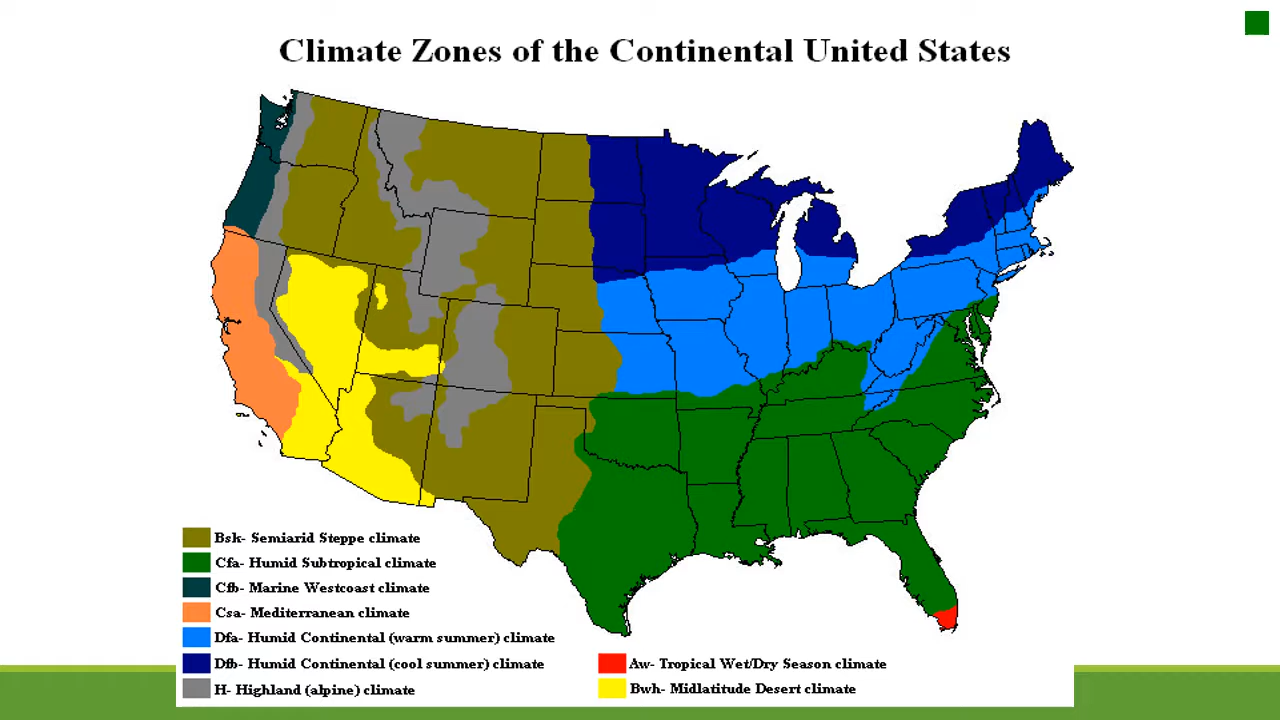 Climate Zones of the Continental United States
Bsk- Semiarid Steppe climate
Cfa- Humid Subtropical climate
Cfb- Marine Westcoast climate
Csa- Mediterranean climate
Dfa- Humid Continental (warm summer) climate
Dfb- Humid Continental (cool summer) climate
H- Highland (alpine) climate
Aw- Tropical Wet/Dry Season climate
Bwh- Midlatitude Desert climate